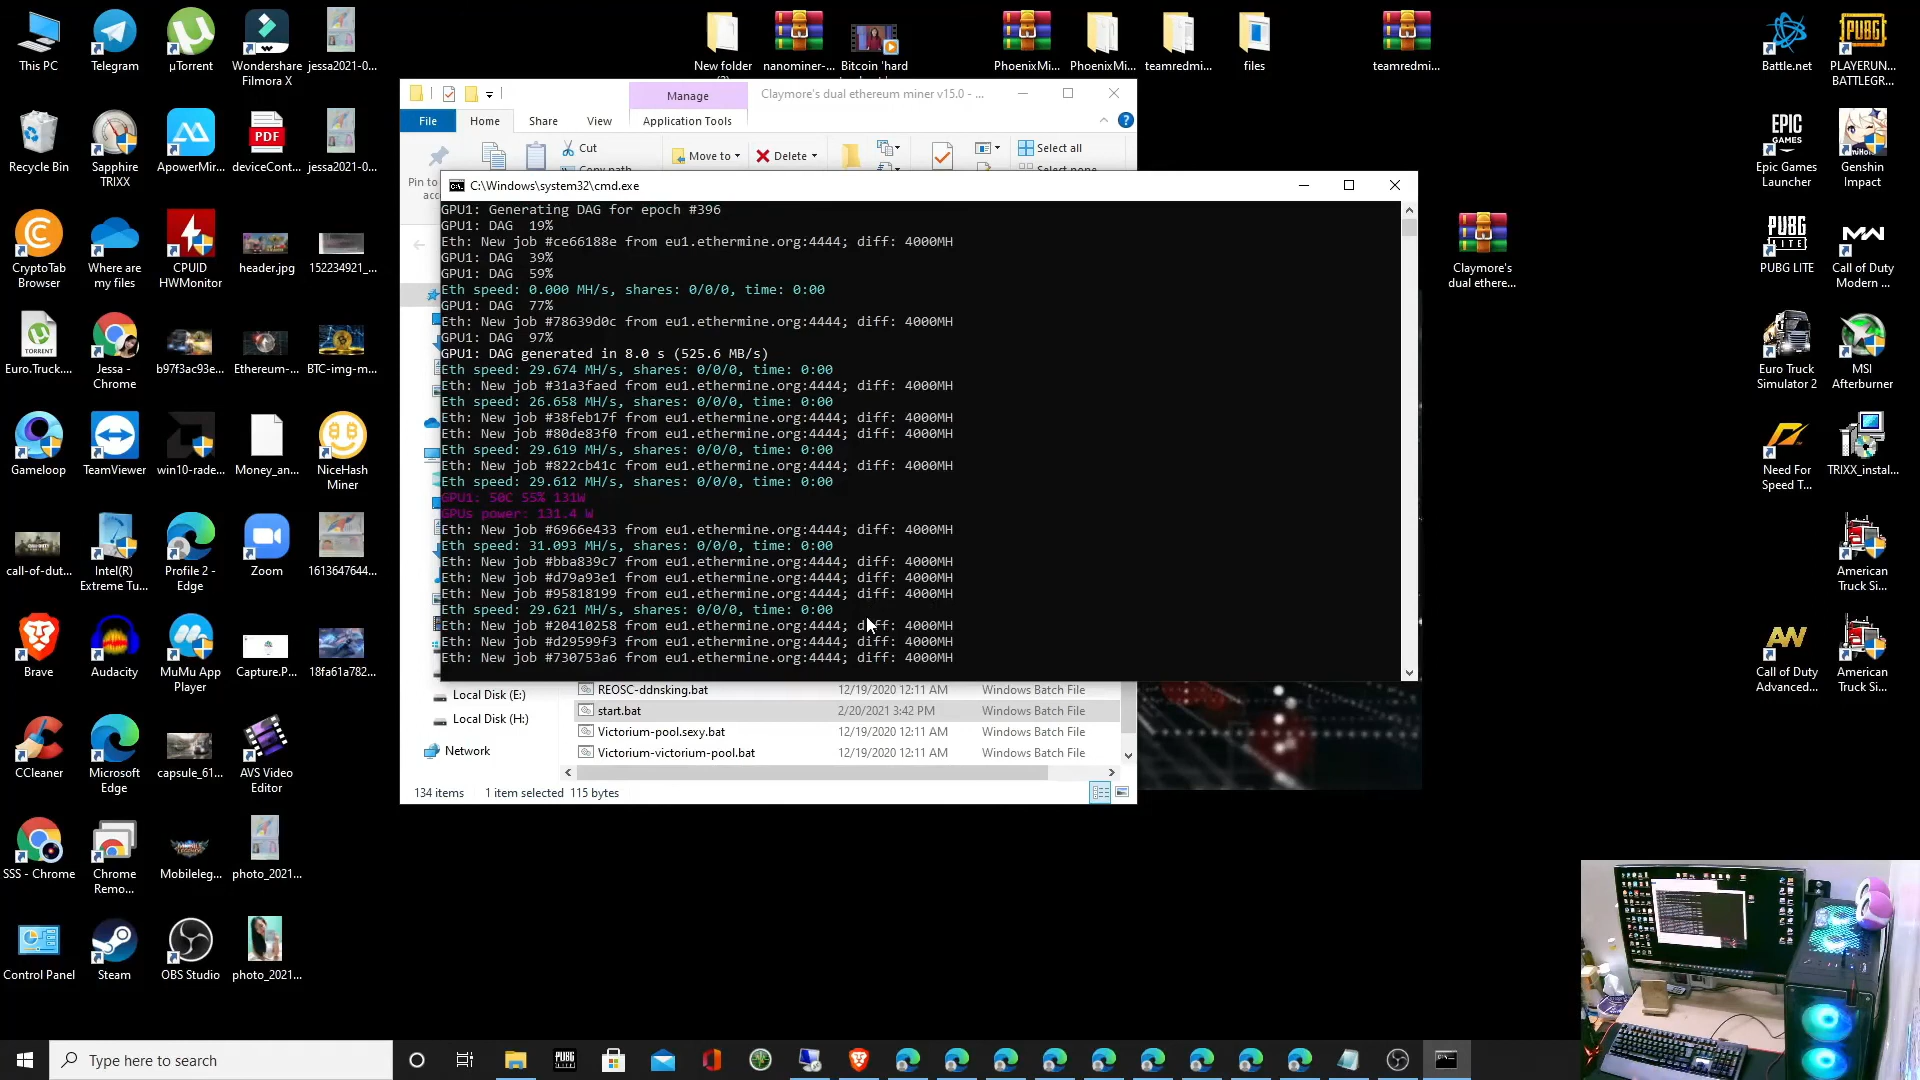 This PC
Telegram
µTorrent
Wondershare Filmora X
jessa2021-0...
New folder
nanominer-...
Bitcoin 'hard
PhoenixMi...
PhoenixMi...
teamredmi...
files
teamredmi...
Battle.net
PLAYERUN... BATTLEGR...
Recycle Bin
Sapphire TRIXX
ApowerMir...
deviceCont...
jessa2021-0...
Epic Games Launcher
Genshin Impact
CryptoTab Browser
Where are my files
CPUID HWMonitor
header.jpg
152234921_...
Claymore's dual ethere...
PUBG LITE
Call of Duty Modern ...
Euro.Truck....
Jessa - Chrome
b97f3ac93e...
Ethereum-...
BTC-img-m...
Euro Truck Simulator 2
MSI Afterburner
Gameloop
TeamViewer
win10-rade...
Money_an...
NiceHash Miner
Need For Speed T...
TRIXX_instal...
call-of-dut...
Intel(R) Extreme Tu...
Profile 2 - Edge
Zoom
1613647644...
American Truck Si...
Brave
Audacity
MuMu App Player
Capture.P...
18fa61a782...
Call of Duty Advanced...
American Truck Si...
CCleaner
Microsoft Edge
capsule_61...
AVS Video Editor
SSS - Chrome
Chrome Remo...
Mobileleg...
photo_2021...
Control Panel
Steam
OBS Studio
photo_2021...
Manage
Claymore's dual ethereum miner v15.0 - ...
File
Home
Share
View
Application Tools
Pin to
Cut
Copy path
Move to
Delete
Select all
Select none
C:\Windows\system32\cmd.exe
GPU1: Generating DAG for epoch #396
GPU1: DAG  19%
Eth: New job #ce66188e from eu1.ethermine.org:4444; diff: 4000MH
GPU1: DAG  39%
GPU1: DAG  59%
Eth speed: 0.000 MH/s, shares: 0/0/0, time: 0:00
GPU1: DAG  77%
Eth: New job #78639d0c from eu1.ethermine.org:4444; diff: 4000MH
GPU1: DAG  97%
GPU1: DAG generated in 8.0 s (525.6 MB/s)
Eth speed: 29.674 MH/s, shares: 0/0/0, time: 0:00
Eth: New job #31a3faed from eu1.ethermine.org:4444; diff: 4000MH
Eth speed: 26.658 MH/s, shares: 0/0/0, time: 0:00
Eth: New job #38feb17f from eu1.ethermine.org:4444; diff: 4000MH
Eth: New job #80de83f0 from eu1.ethermine.org:4444; diff: 4000MH
Eth speed: 29.619 MH/s, shares: 0/0/0, time: 0:00
Eth: New job #822cb41c from eu1.ethermine.org:4444; diff: 4000MH
Eth speed: 29.612 MH/s, shares: 0/0/0, time: 0:00
GPU1: 50C 55% 131W
GPUs power: 131.4 W
Eth: New job #6966e433 from eu1.ethermine.org:4444; diff: 4000MH
Eth speed: 31.093 MH/s, shares: 0/0/0, time: 0:00
Eth: New job #bba839c7 from eu1.ethermine.org:4444; diff: 4000MH
Eth: New job #d79a93e1 from eu1.ethermine.org:4444; diff: 4000MH
Eth: New job #95818199 from eu1.ethermine.org:4444; diff: 4000MH
Eth speed: 29.621 MH/s, shares: 0/0/0, time: 0:00
Eth: New job #20410258 from eu1.ethermine.org:4444; diff: 4000MH
Eth: New job #d29599f3 from eu1.ethermine.org:4444; diff: 4000MH
Eth: New job #730753a6 from eu1.ethermine.org:4444; diff: 4000MH
Local Disk (E:)
Local Disk (H:)
Network
REOSC-ddnsking.bat 12/19/2020 12:11 AM Windows Batch File
start.bat 2/20/2021 3:42 PM Windows Batch File
Victorium-pool.sexy.bat 12/19/2020 12:11 AM Windows Batch File
Victorium-victorium-pool.bat 12/19/2020 12:11 AM Windows Batch File
134 items 1 item selected 115 bytes
Type here to search